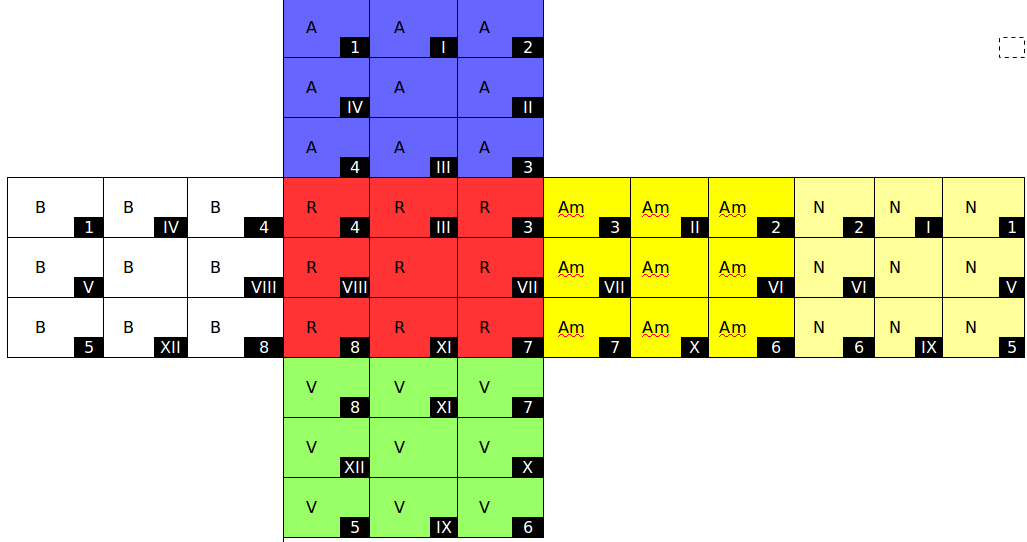 A A A
1 I 2
A A A
IV II
A A A
4 III 3
B B B R R R Am Am Am N N N
1 IV 4 4 III 3 3 II 2 2 I 1
B B B R R R Am Am Am N N N
V VIII VIII VII VII VI VI V
B B B R R R Am Am Am N N N
5 XII 8 8 XI 7 7 X 6 6 IX 5
V V V
8 XI 7
V V V
XII X
V V V
5 IX 6